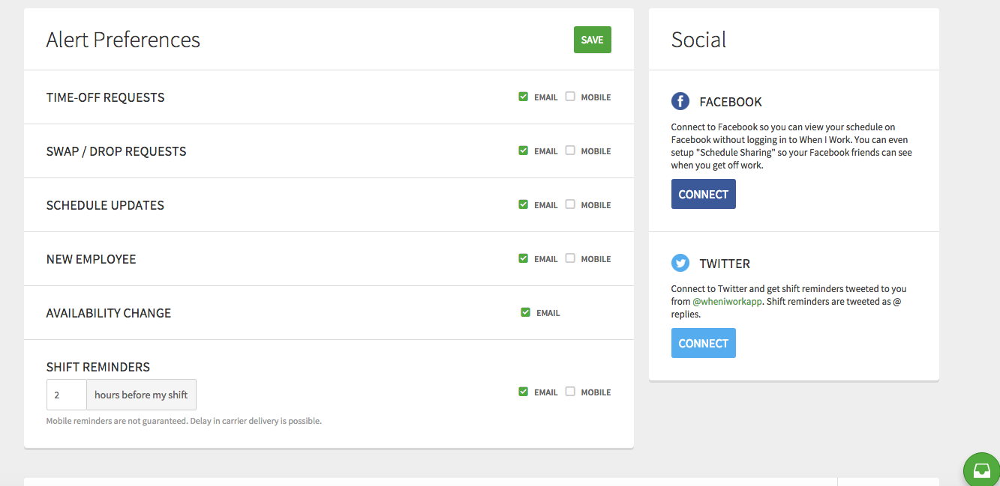 Alert Preferences
SAVE
TIME-OFF REQUESTS
EMAIL MOBILE
SWAP / DROP REQUESTS
EMAIL MOBILE
SCHEDULE UPDATES
EMAIL MOBILE
NEW EMPLOYEE
EMAIL MOBILE
AVAILABILITY CHANGE
EMAIL
SHIFT REMINDERS
2 hours before my shift
EMAIL MOBILE
Mobile reminders are not guaranteed. Delay in carrier delivery is possible.
Social
FACEBOOK
Connect to Facebook so you can view your schedule on
Facebook without logging in to When I Work. You can even
setup "Schedule Sharing" so your Facebook friends can see
when you get off work.
CONNECT
TWITTER
Connect to Twitter and get shift reminders tweeted to you
from @wheniworkapp. Shift reminders are tweeted as @
replies.
CONNECT